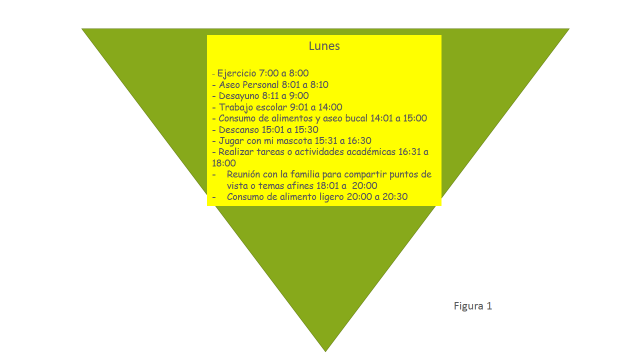 Lunes
- Ejercicio 7:00 a 8:00
- Aseo Personal 8:01 a 8:10
- Desayuno 8:11 a 9:00
- Trabajo escolar 9:01 a 14:00
- Consumo de alimentos y aseo bucal 14:01 a 15:00
- Descanso 15:01 a 15:30
- Jugar con mi mascota 15:31 a 16:30
- Realizar tareas o actividades académicas 16:31 a
18:00
- Reunión con la familia para compartir puntos de
vista o temas afines 18:01 a 20:00
- Consumo de alimento ligero 20:00 a 20:30
Figura 1